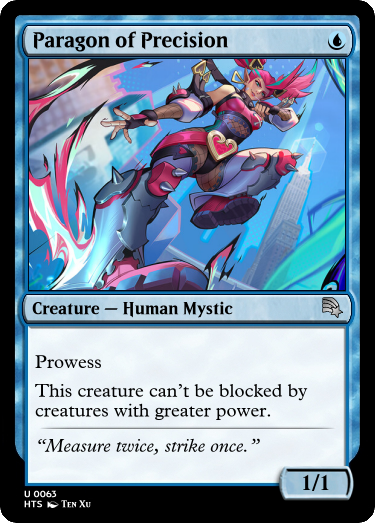 Paragon of Precision
Creature — Human Mystic
Prowess
This creature can't be blocked by
creatures with greater power.
“Measure twice, strike once.”
1/1
U 0063
HTS Ten Xu